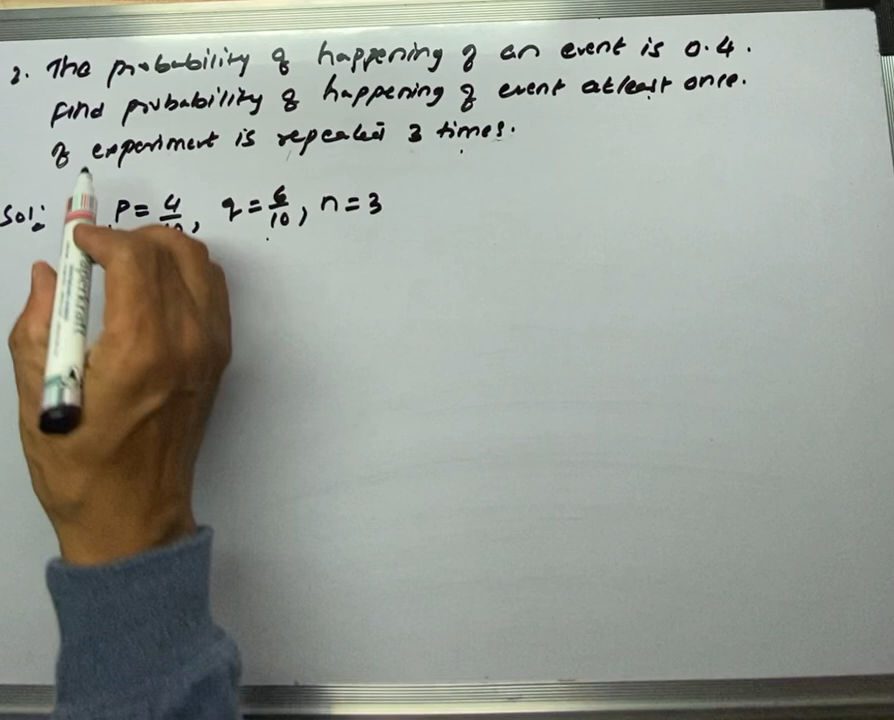 2. The probability of happening of an event is 0.4.
Find probability of happening of event atleast once.
If experiment is repeated 3 times.
Sol: P = 4/10, q = 6/10, n = 3